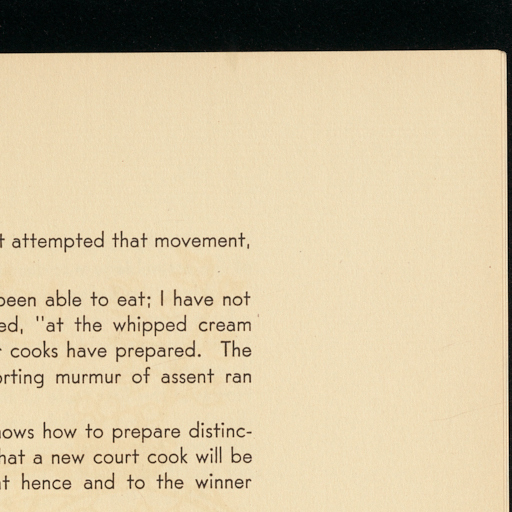 t attempted that movement,
been able to eat; I have not
ed, "at the whipped cream
r cooks have prepared. The
orting murmur of assent ran
nows how to prepare distinc-
hat a new court cook will be
at hence and to the winner